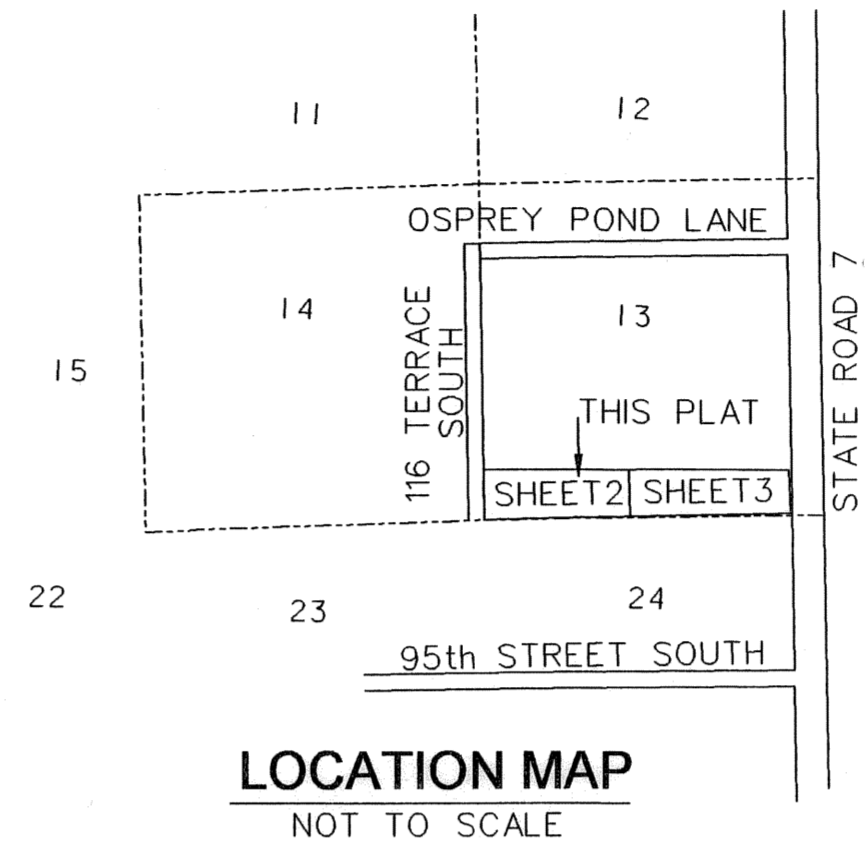 11
12
OSPREY POND LANE
14
13
15
116 TERRACE
SOUTH
STATE ROAD 7
THIS PLAT
SHEET2
SHEET3
22
23
24
95th STREET SOUTH
LOCATION MAP
NOT TO SCALE